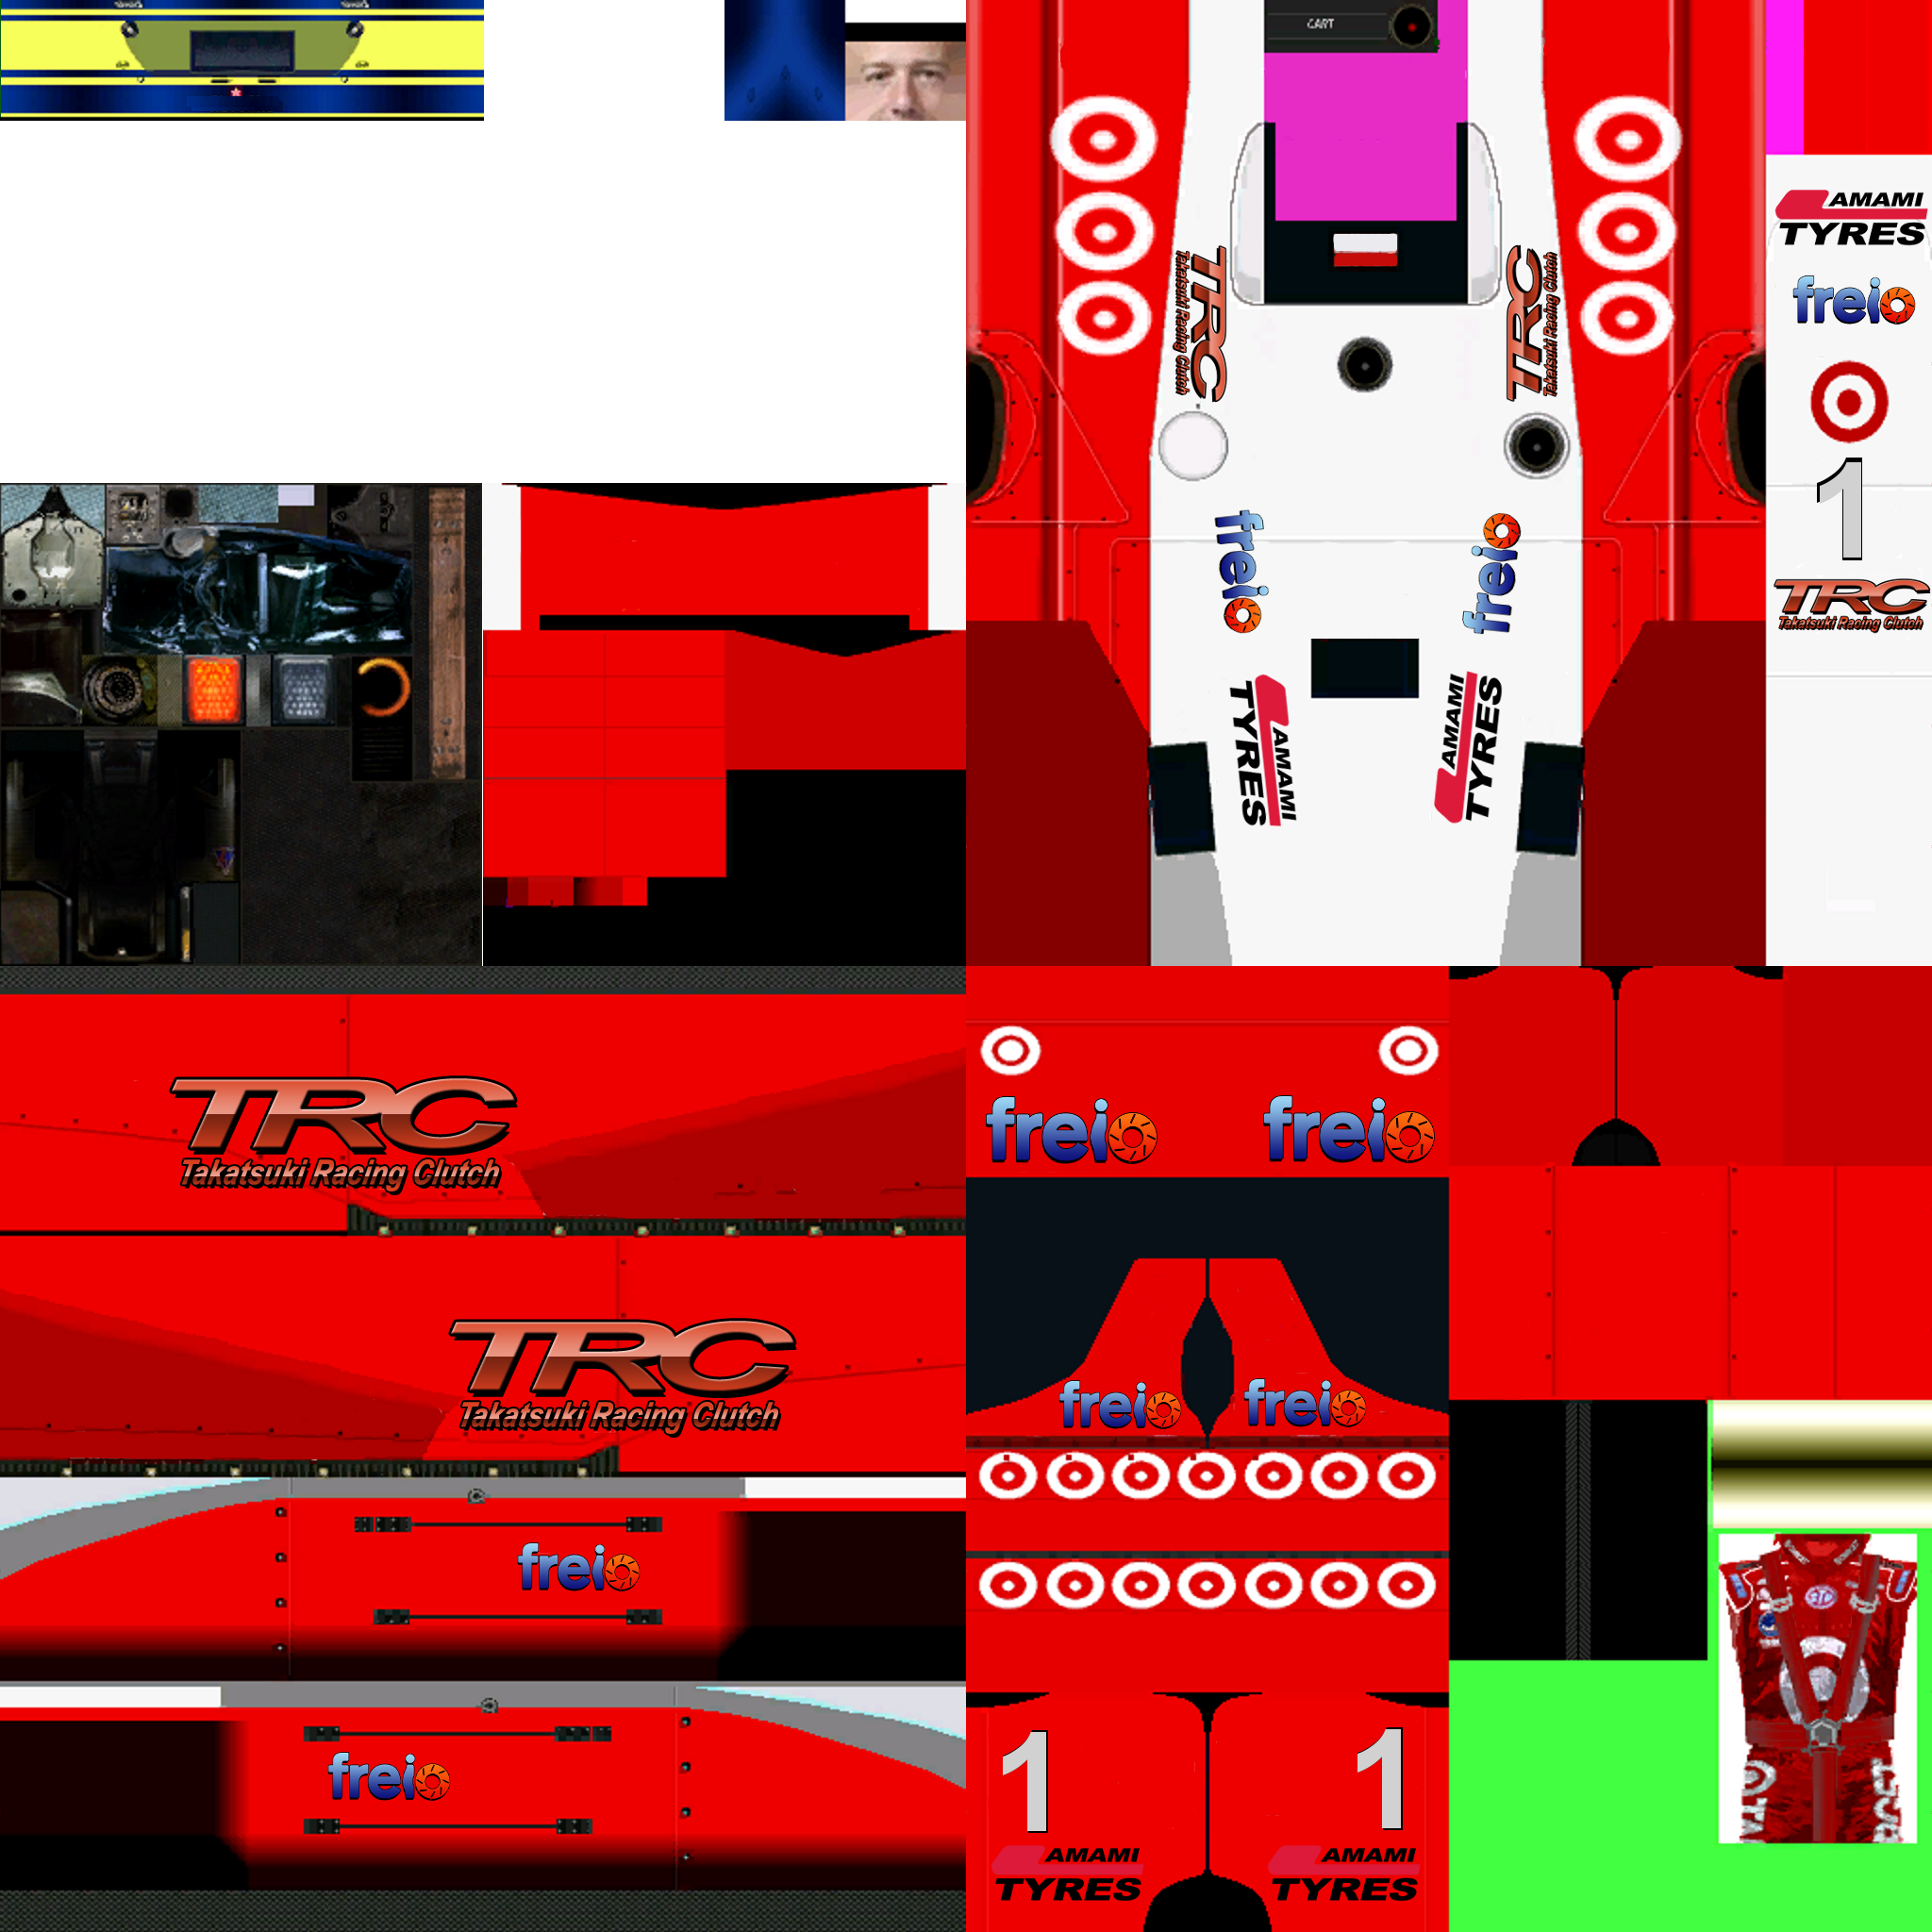 CART
TRC
Takatsuki Racing Clutch
TRC
Takatsuki Racing Clutch
freio
freio
AMAMI
TYRES
AMAMI
TYRES
AMAMI
TYRES
freio
1
TRC
Takatsuki Racing Clutch
TRC
Takatsuki Racing Clutch
TRC
Takatsuki Racing Clutch
freio
freio
freio freio
freio freio
1 1
AMAMI AMAMI
TYRES TYRES
STP